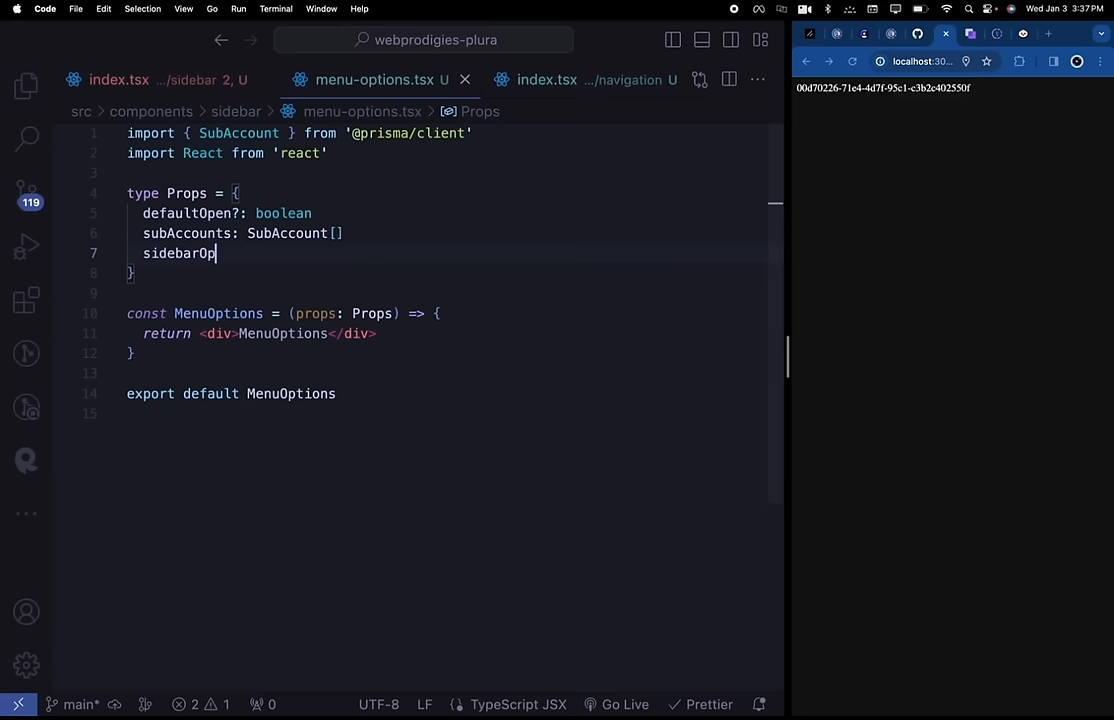 Code File Edit Selection View Go Run Terminal Window Help Wed Jan 3 3:37 PM
webprodigies-plura
index.tsx .../sidebar 2, U menu-options.tsx U index.tsx .../navigation U
localhost:30...
src > components > sidebar > menu-options.tsx > Props
00d70226-71e4-4d7f-95c1-c3b2c402550f
1 import { SubAccount } from '@prisma/client'
2 import React from 'react'
3
4 type Props = {
5 defaultOpen?: boolean
6 subAccounts: SubAccount[]
7 sidebarOp
8 }
9
10 const MenuOptions = (props: Props) => {
11 return <div>MenuOptions</div>
12 }
13
14 export default MenuOptions
15
119
main* 2 1 0 UTF-8 LF TypeScript JSX Go Live Prettier